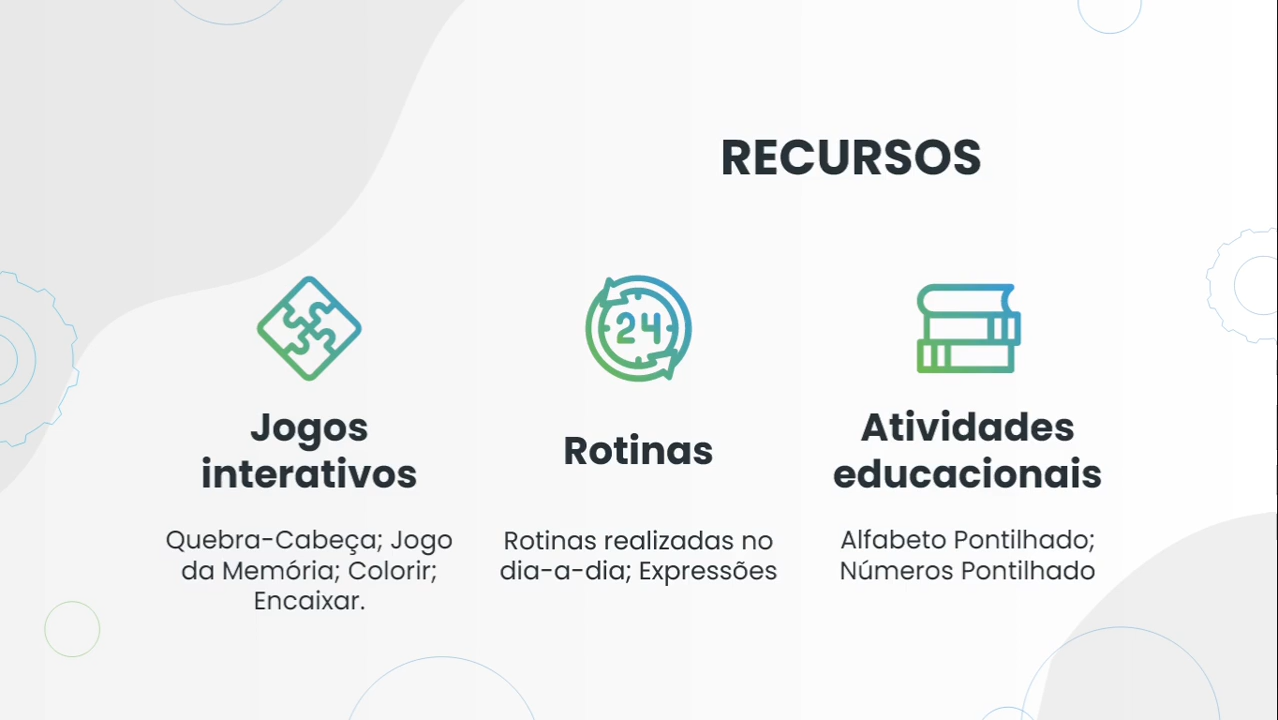 RECURSOS
24
Jogos
interativos
Quebra-Cabeça; Jogo
da Memória; Colorir;
Encaixar.
Rotinas
Rotinas realizadas no
dia-a-dia; Expressões
Atividades
educacionais
Alfabeto Pontilhado;
Números Pontilhado